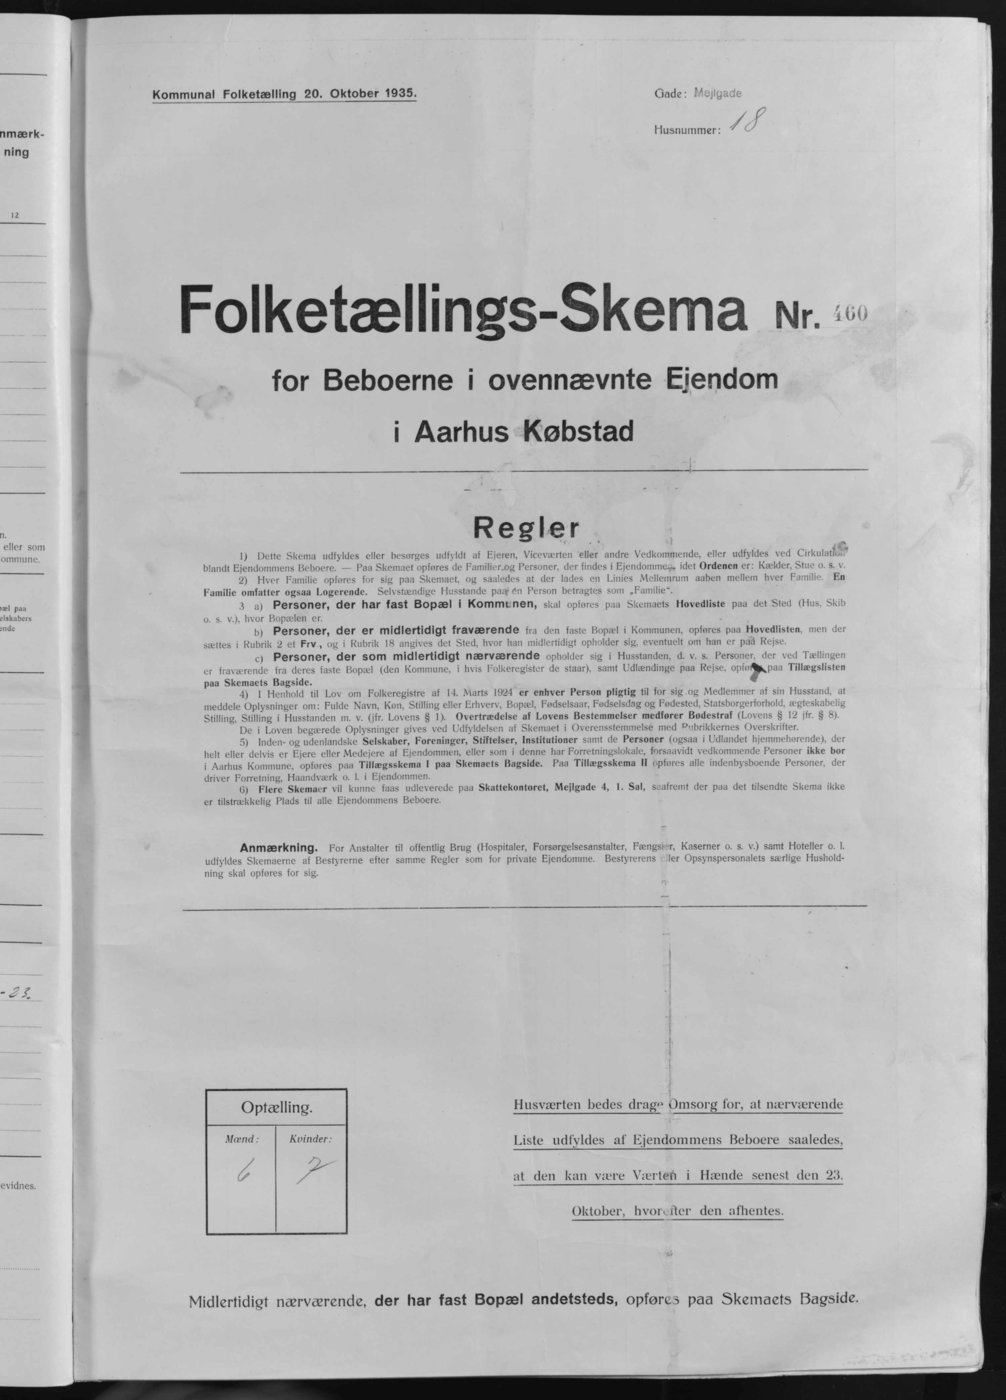 nmærk-
ning
12
n.
eller som
ommune.
pæl paa
elskabers
ende
-23.
evidnes.
Kommunal Folketælling 20. Oktober 1935.
Gade: Mejlgade
Husnummer: 18
Folketællings-Skema Nr. 460
for Beboerne i ovennævnte Ejendom
i Aarhus Købstad
Regler
1) Dette Skema udfyldes eller besørges udfyldt af Ejeren, Viceværten eller andre Vedkommende, eller udfyldes ved Cirkulation
blandt Ejendommens Beboere. — Paa Skemaet opføres de Familier og Personer, der findes i Ejendommen, idet Ordenen er: Kælder, Stue o. s. v.
2) Hver Familie opføres for sig paa Skemaet, og saaledes at der lades en Linies Mellemrum aaben mellem hver Familie. En
Familie omfatter ogsaa Logerende. Selvstændige Husstande paa én Person betragtes som „Familie“.
3 a) Personer, der har fast Bopæl i Kommunen, skal opføres paa Skemaets Hovedliste paa det Sted (Hus, Skib
o. s. v.), hvor Bopælen er.
b) Personer, der er midlertidigt fraværende fra den faste Bopæl i Kommunen, opføres paa Hovedlisten, men der
sættes i Rubrik 2 et Frv., og i Rubrik 18 angives det Sted, hvor han midlertidigt opholder sig, eventuelt om han er paa Rejse.
c) Personer, der som midlertidigt nærværende opholder sig i Husstanden, d. v. s. Personer, der ved Tællingen
er fraværende fra deres faste Bopæl (den Kommune, i hvis Folkeregister de staar), samt Udlændinge paa Rejse, opføres paa Tillægslisten
paa Skemaets Bagside.
4) I Henhold til Lov om Folkeregistre af 14. Marts 1924 er enhver Person pligtig til for sig og Medlemmer af sin Husstand, at
meddele Oplysninger om: Fulde Navn, Køn, Stilling eller Erhverv, Bopæl, Fødselsaar, Fødselsdag og Fødested, Statsborgerforhold, ægteskabelig
Stilling, Stilling i Husstanden m. v. (jfr. Lovens § 1). Overtrædelse af Lovens Bestemmelser medfører Bødestraf (Lovens § 12 jfr. § 8).
De i Loven begærede Oplysninger gives ved Udfyldelsen af Skemaet i Overensstemmelse med Rubrikkernes Overskrifter.
5) Inden- og udenlandske Selskaber, Foreninger, Stiftelser, Institutioner samt de Personer (ogsaa i Udlandet hjemmehørende), der
helt eller delvis er Ejere eller Medejere af Ejendommen, eller som i denne har Forretningslokale, forsaavidt vedkommende Personer ikke bor
i Aarhus Kommune, opføres paa Tillægsskema I paa Skemaets Bagside. Paa Tillægsskema II opføres alle indenbysboende Personer, der
driver Forretning, Haandværk o. l. i Ejendommen.
6) Flere Skemaer vil kunne faas udleverede paa Skattekontoret, Mejlgade 4, 1. Sal, saafremt der paa det tilsendte Skema ikke
er tilstrækkelig Plads til alle Ejendommens Beboere.
Anmærkning. For Anstalter til offentlig Brug (Hospitaler, Forsørgelsesanstalter, Fængsler, Kaserner o. s. v.) samt Hoteller o. l.
udfyldes Skemaerne af Bestyrerne efter samme Regler som for private Ejendomme. Bestyrerens eller Opsynspersonalets særlige Hushold-
ning skal opføres for sig.
Optælling.
Mænd: Kvinder:
6 7
Husværten bedes drage Omsorg for, at nærværende
Liste udfyldes af Ejendommens Beboere saaledes,
at den kan være Værten i Hænde senest den 23.
Oktober, hvorefter den afhentes.
Midlertidigt nærværende, der har fast Bopæl andetsteds, opføres paa Skemaets Bagside.